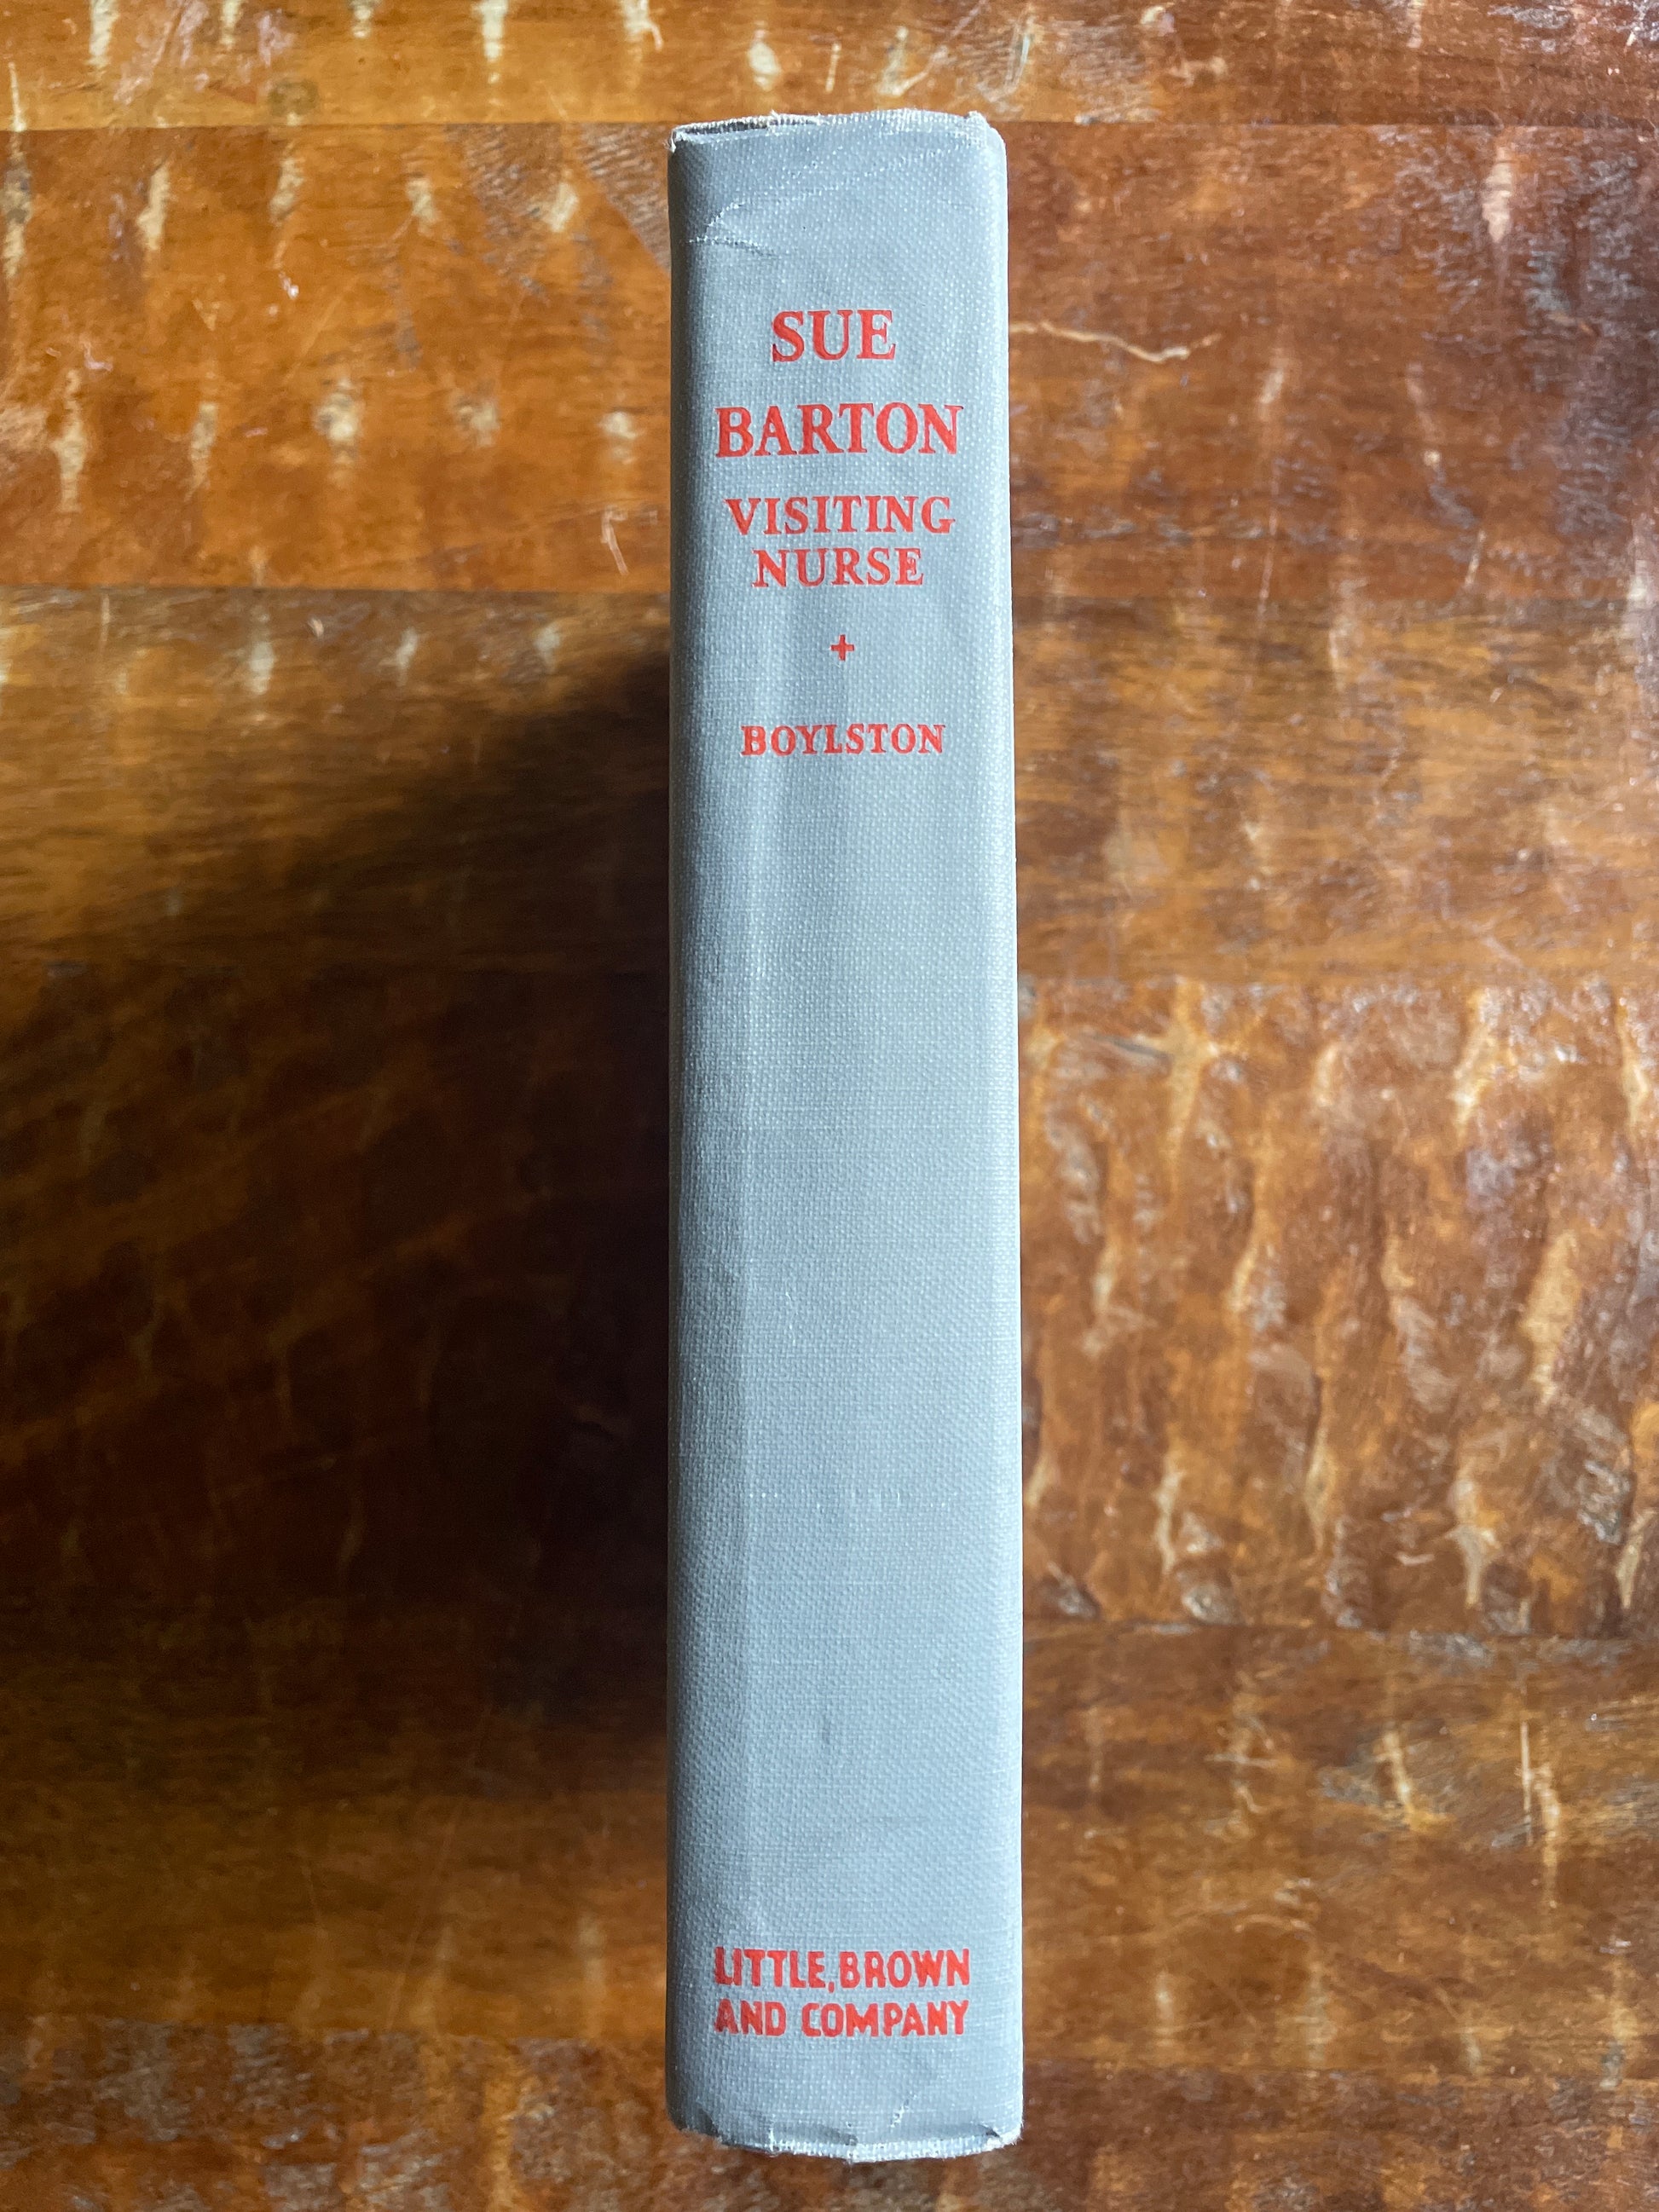 SUE
BARTON
VISITING
NURSE
+
BOYLSTON
LITTLE, BROWN
AND COMPANY